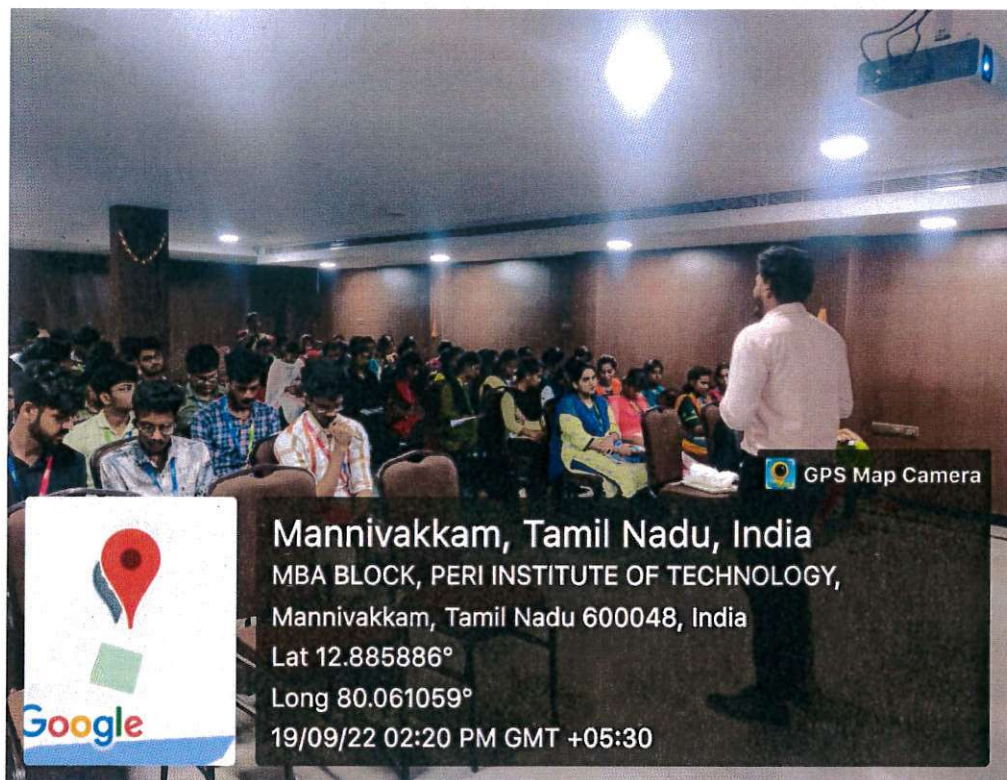 GPS Map Camera
Mannivakkam, Tamil Nadu, India
MBA BLOCK, PERI INSTITUTE OF TECHNOLOGY,
Mannivakkam, Tamil Nadu 600048, India
Lat 12.885886°
Long 80.061059°
19/09/22 02:20 PM GMT +05:30
Google